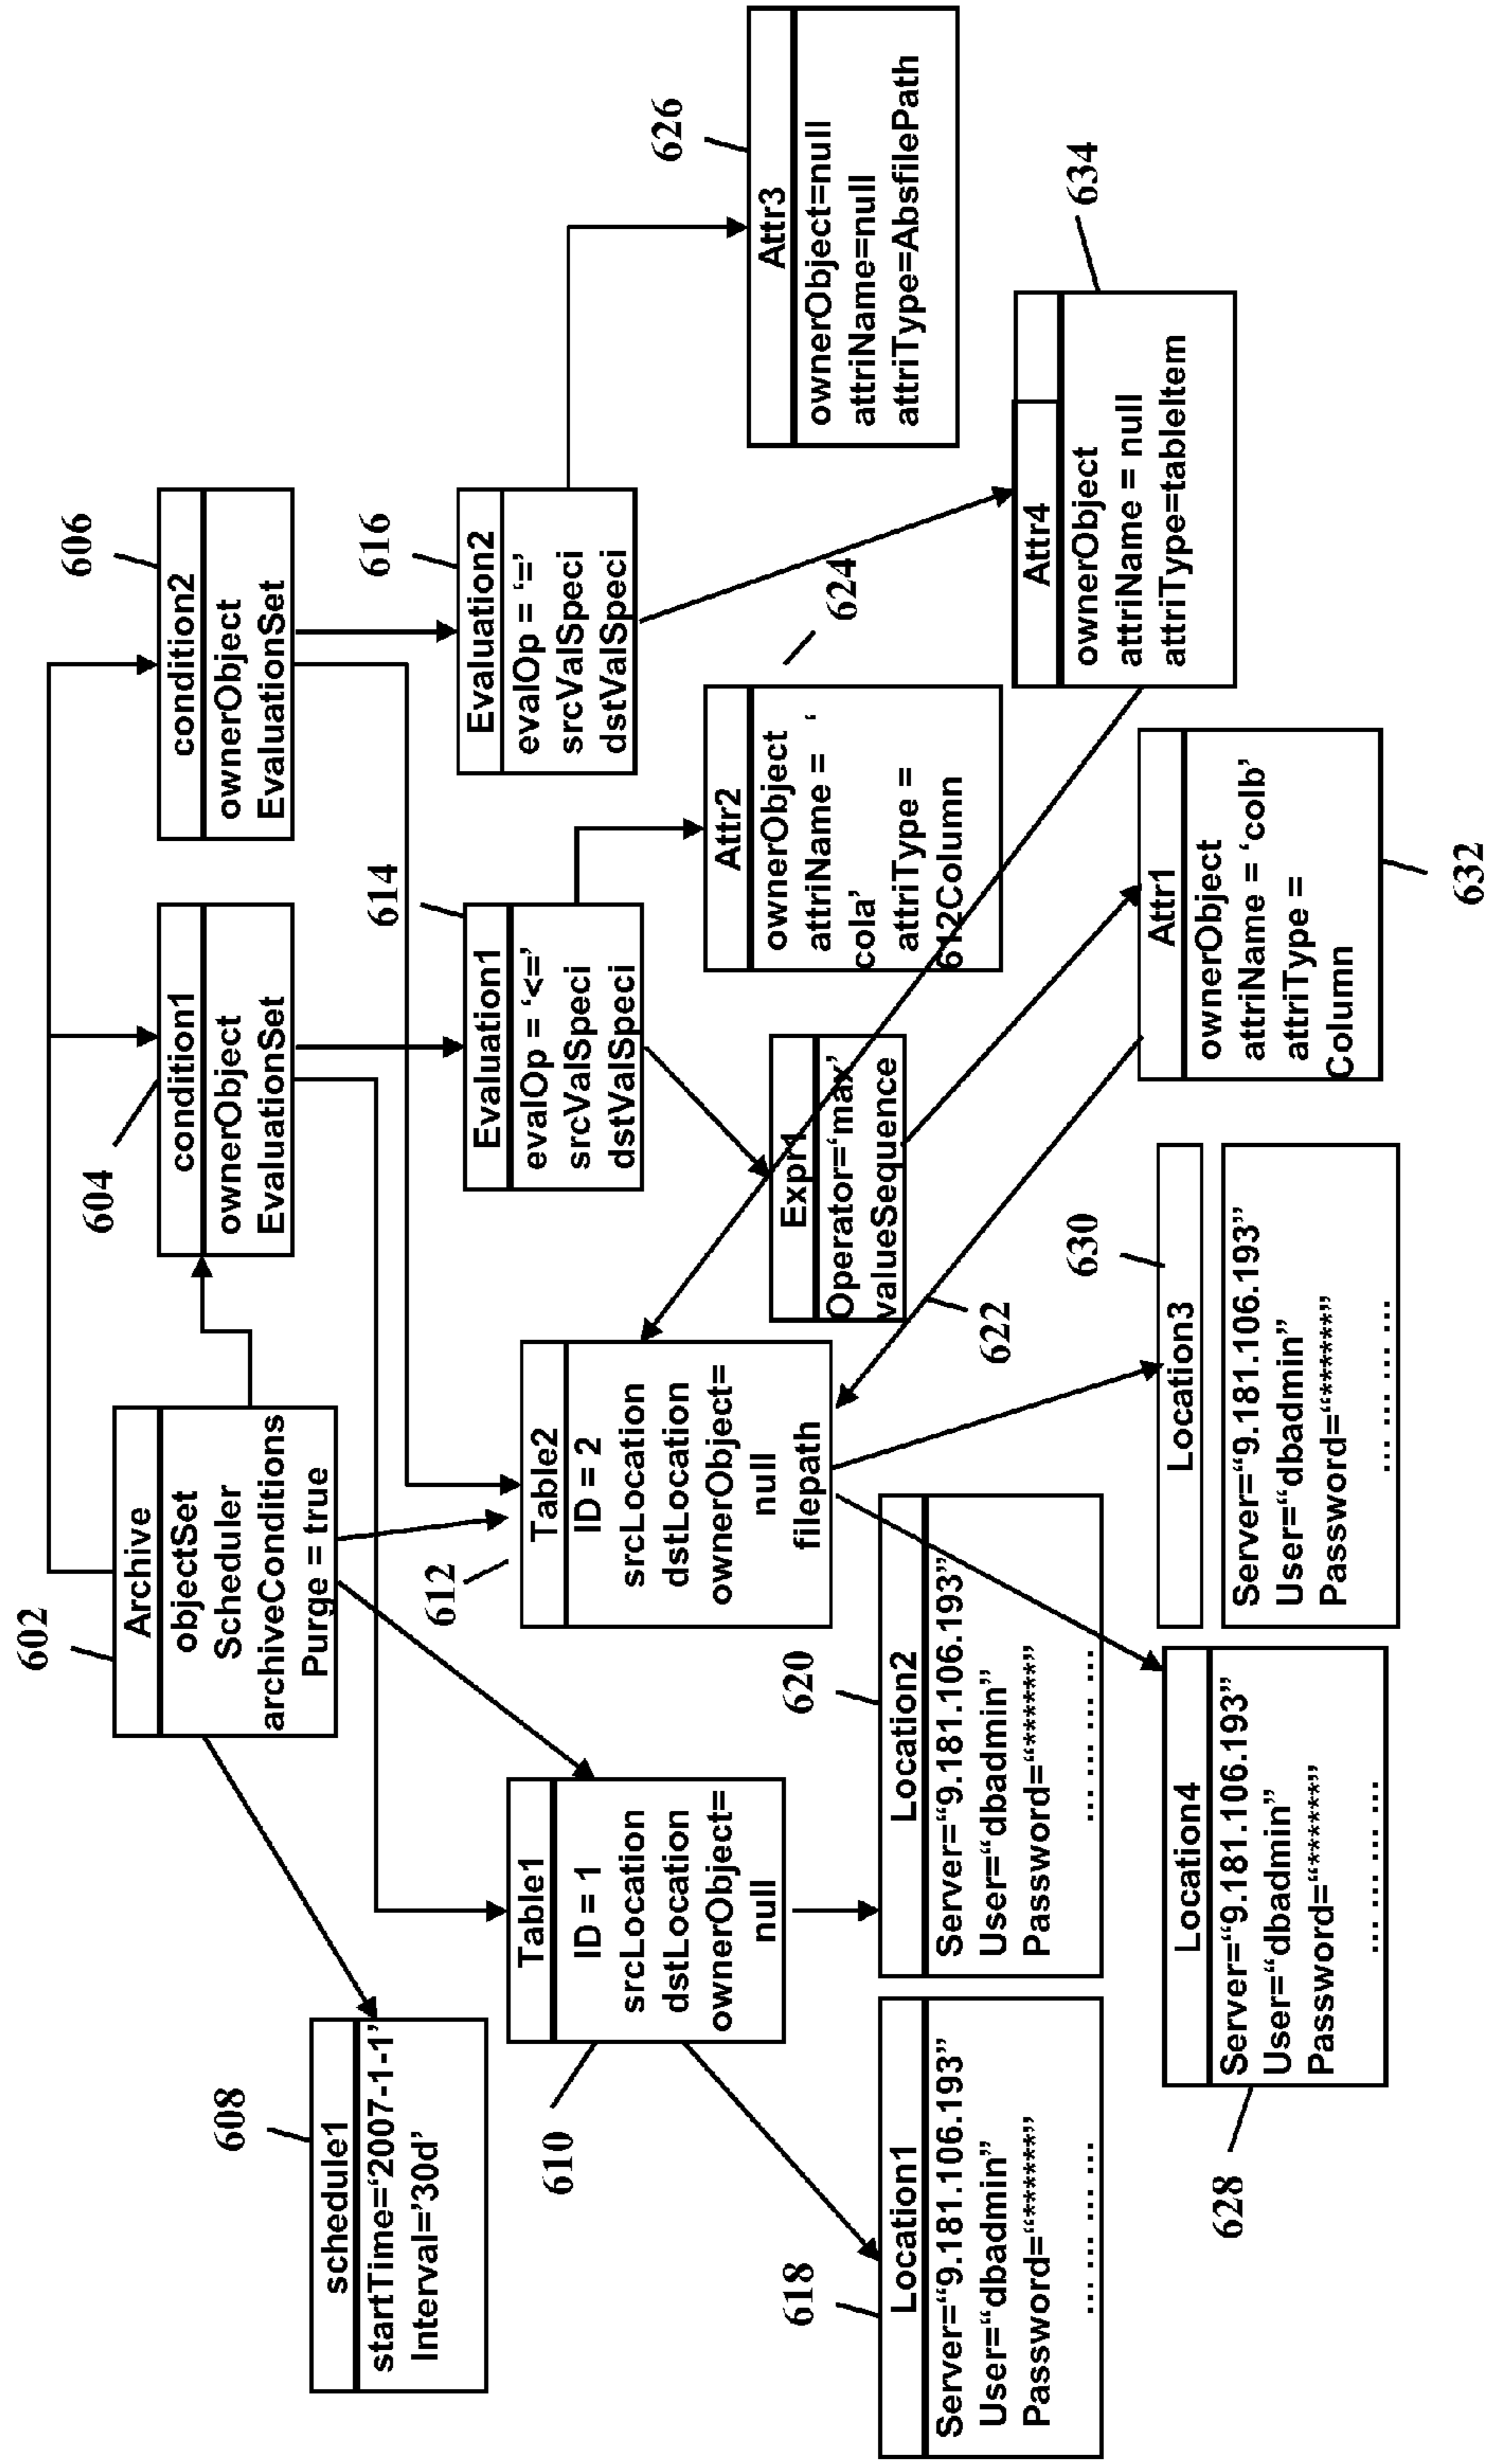 602
Archive
objectSet
Scheduler
archiveConditions
Purge = true
604
condition1
ownerObject
EvaluationSet
606
condition2
ownerObject
EvaluationSet
608
schedule1
startTime=‘2007-1-1’
Interval=’30d’
610
Table1
ID = 1
srcLocation
dstLocation
ownerObject=
null
612
Table2
ID = 2
srcLocation
dstLocation
ownerObject=
null
filepath
614
Evaluation1
evalOp = ‘<=’
srcValSpeci
dstValSpeci
616
Evaluation2
evalOp = ‘=’
srcValSpeci
dstValSpeci
618
Location1
Server=“9.181.106.193”
User=“dbadmin”
Password=“******”
... ... ... ...
620
Location2
Server=“9.181.106.193”
User=“dbadmin”
Password=“******”
... ... ... ...
622
Expr1
Operator=‘max’
valueSequence
624
Attr2
ownerObject
attriName = ‘
cola’
attriType =
612Column
626
Attr3
ownerObject=null
attriName=null
attriType=AbsfilePath
628
Location4
Server=“9.181.106.193”
User=“dbadmin”
Password=“******”
... ... ... ...
630
Location3
Server=“9.181.106.193”
User=“dbadmin”
Password=“******”
... ... ... ...
632
Attr1
ownerObject
attriName = ‘colb’
attriType =
Column
634
Attr4
ownerObject
attriName = null
attriType=tableItem